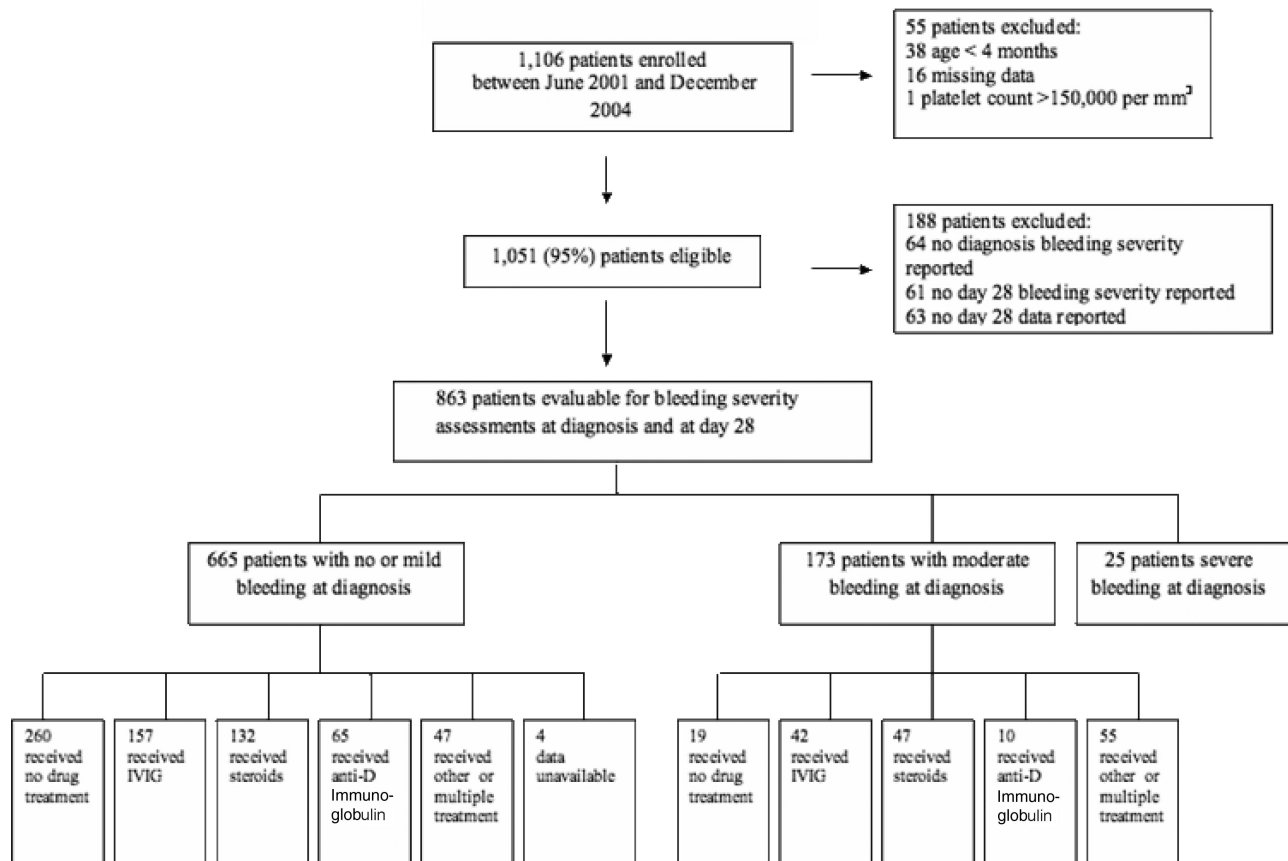 1,106 patients enrolled
between June 2001 and December
2004
55 patients excluded:
38 age < 4 months
16 missing data
1 platelet count >150,000 per mm³
1,051 (95%) patients eligible
188 patients excluded:
64 no diagnosis bleeding severity
reported
61 no day 28 bleeding severity reported
63 no day 28 data reported
863 patients evaluable for bleeding severity
assessments at diagnosis and at day 28
665 patients with no or mild
bleeding at diagnosis
173 patients with moderate
bleeding at diagnosis
25 patients severe
bleeding at diagnosis
260
received
no drug
treatment
157
received
IVIG
132
received
steroids
65
received
anti-D
Immuno-
globulin
47
received
other or
multiple
treatment
4
data
unavailable
19
received
no drug
treatment
42
received
IVIG
47
received
steroids
10
received
anti-D
Immuno-
globulin
55
received
other or
multiple
treatment